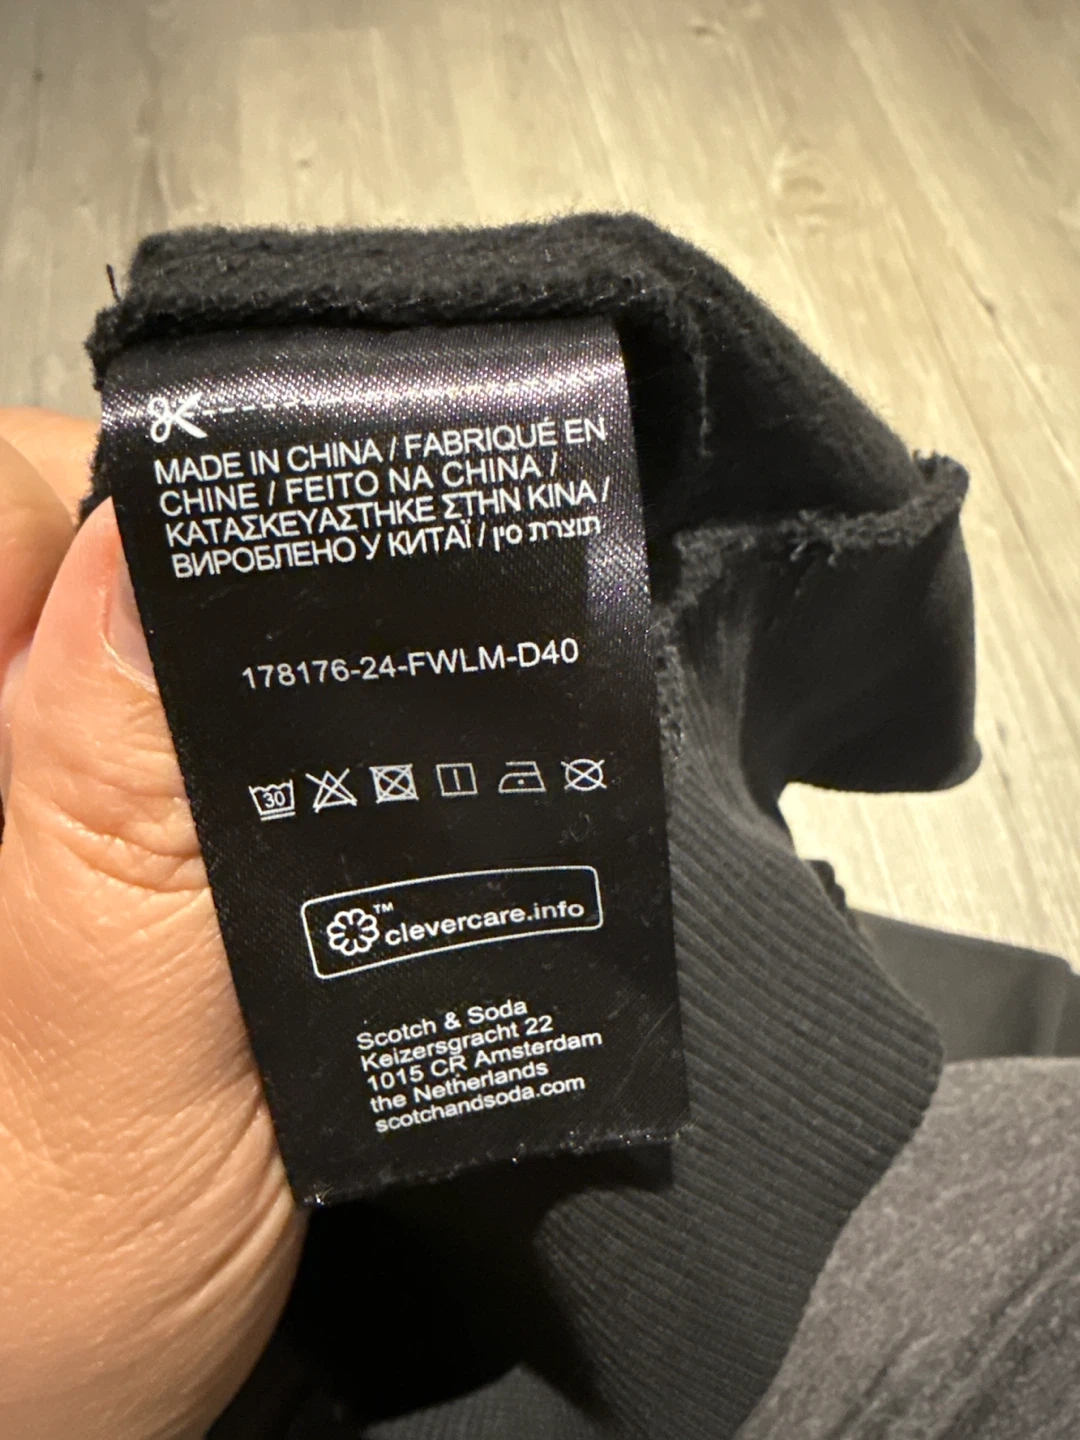 MADE IN CHINA / FABRIQUÉ EN
CHINE / FEITO NA CHINA /
ΚΑΤΑΣΚΕΥΑΣΤΗΚΕ ΣΤΗΝ ΚΙΝΑ /
ВИРОБЛЕНО У КИТАЇ / תוצרת סין
178176-24-FWLM-D40
30
™
clevercare.info
Scotch & Soda
Keizersgracht 22
1015 CR Amsterdam
the Netherlands
scotchandsoda.com